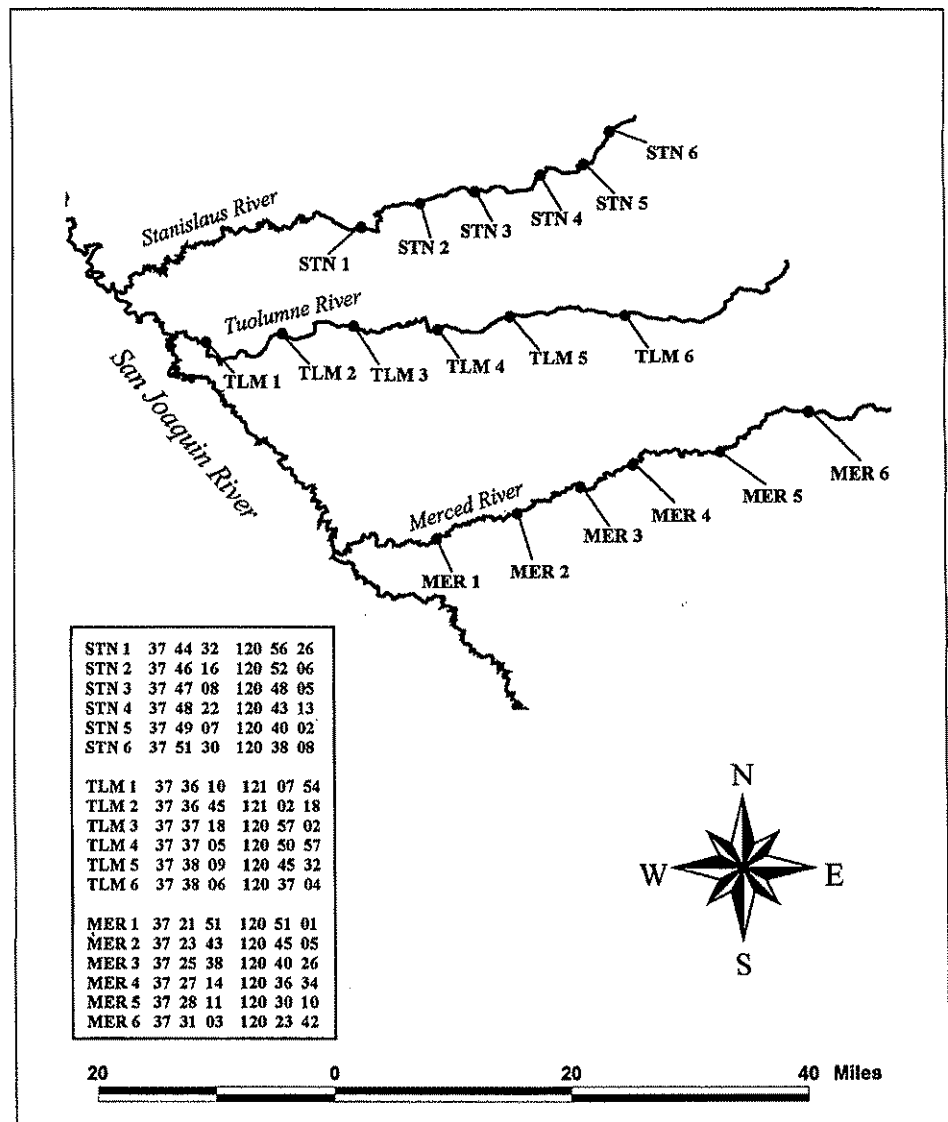 STN 6
STN 5
STN 4
STN 3
STN 2
STN 1
Stanislaus River
Tuolumne River
TLM 1
TLM 2
TLM 3
TLM 4
TLM 5
TLM 6
San Joaquin River
Merced River
MER 1
MER 2
MER 3
MER 4
MER 5
MER 6
STN 1 37 44 32 120 56 26
STN 2 37 46 16 120 52 06
STN 3 37 47 08 120 48 05
STN 4 37 48 22 120 43 13
STN 5 37 49 07 120 40 02
STN 6 37 51 30 120 38 08
TLM 1 37 36 10 121 07 54
TLM 2 37 36 45 121 02 18
TLM 3 37 37 18 120 57 02
TLM 4 37 37 05 120 50 57
TLM 5 37 38 09 120 45 32
TLM 6 37 38 06 120 37 04
MER 1 37 21 51 120 51 01
MER 2 37 23 43 120 45 05
MER 3 37 25 38 120 40 26
MER 4 37 27 14 120 36 34
MER 5 37 28 11 120 30 10
MER 6 37 31 03 120 23 42
N
W E
S
20 0 20 40 Miles